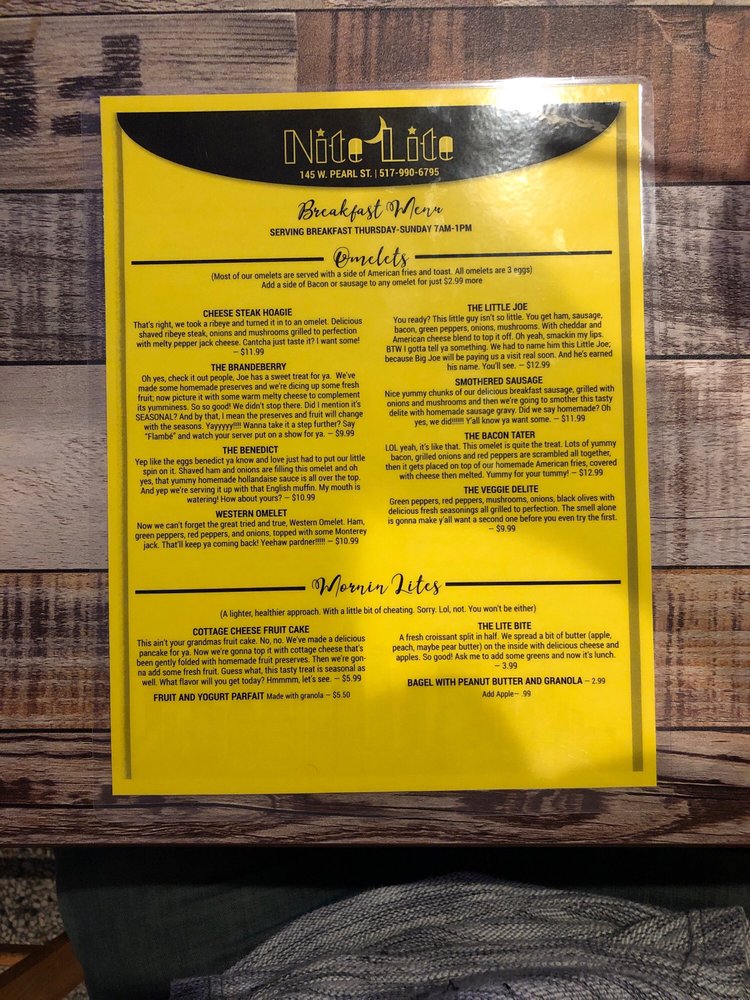 Nite Lite
145 W. PEARL ST. | 517-990-6795
Breakfast Menu
SERVING BREAKFAST THURSDAY-SUNDAY 7AM-1PM
Omelets
(Most of our omelets are served with a side of American fries and toast. All omelets are 3 eggs)
Add a side of Bacon or sausage to any omelet for just $2.99 more
CHEESE STEAK HOAGIE
That's right, we took a ribeye and turned it in to an omelet. Delicious
shaved ribeye steak, onions and mushrooms grilled to perfection
with melty pepper jack cheese. Cantcha just taste it? I want some!
— $11.99
THE BRANDEBERRY
Oh yes, check it out people, Joe has a sweet treat for ya. We've
made some homemade preserves and we're dicing up some fresh
fruit; now picture it with some warm melty cheese to complement
its yumminess. So so good! We didn't stop there. Did I mention it's
SEASONAL? And by that, I mean the preserves and fruit will change
with the seasons. Yayyyyy!!!! Wanna take it a step further? Say
"Flambé" and watch your server put on a show for ya. — $9.99
THE BENEDICT
Yep like the eggs benedict ya know and love just had to put our little
spin on it. Shaved ham and onions are filling this omelet and oh
yes, that yummy homemade hollandaise sauce is all over the top.
And yep we're serving it up with that English muffin. My mouth is
watering! How about yours? — $10.99
WESTERN OMELET
Now we can't forget the great tried and true, Western Omelet. Ham,
green peppers, red peppers, and onions, topped with some Monterey
jack. That'll keep ya coming back! Yeehaw pardner!!!!! — $10.99
THE LITTLE JOE
You ready? This little guy isn't so little. You get ham, sausage,
bacon, green peppers, onions, mushrooms. With cheddar and
American cheese blend to top it off. Oh yeah, smackin my lips.
BTW I gotta tell ya something. We had to name him this Little Joe;
because Big Joe will be paying us a visit real soon. And he's earned
his name. You'll see. — $12.99
SMOTHERED SAUSAGE
Nice yummy chunks of our delicious breakfast sausage, grilled with
onions and mushrooms and then we're going to smother this tasty
delite with homemade sausage gravy. Did we say homemade? Oh
yes, we did!!!!!! Y'all know ya want some. — $11.99
THE BACON TATER
LOL yeah, it's like that. This omelet is quite the treat. Lots of yummy
bacon, grilled onions and red peppers are scrambled all together,
then it gets placed on top of our homemade American fries, covered
with cheese then melted. Yummy for your tummy! — $12.99
THE VEGGIE DELITE
Green peppers, red peppers, mushrooms, onions, black olives with
delicious fresh seasonings all grilled to perfection. The smell alone
is gonna make y'all want a second one before you even try the first.
— $9.99
Mornin Lites
(A lighter, healthier approach. With a little bit of cheating. Sorry. Lol, not. You won't be either)
COTTAGE CHEESE FRUIT CAKE
This ain't your grandmas fruit cake. No, no. We've made a delicious
pancake for ya. Now we're gonna top it with cottage cheese that's
been gently folded with homemade fruit preserves. Then we're gon-
na add some fresh fruit. Guess what, this tasty treat is seasonal as
well. What flavor will you get today? Hmmmm, let's see. — $5.99
FRUIT AND YOGURT PARFAIT Made with granola — $5.50
THE LITE BITE
A fresh croissant split in half. We spread a bit of butter (apple,
peach, maybe pear butter) on the inside with delicious cheese and
apples. So good! Ask me to add some greens and now it's lunch.
— 3.99
BAGEL WITH PEANUT BUTTER AND GRANOLA — 2.99
Add Apple— .99